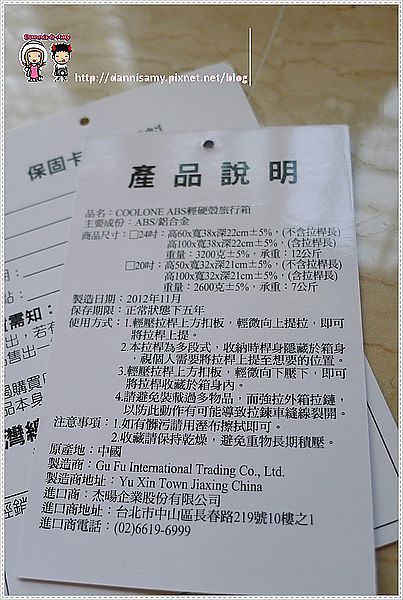 Dannis & Amy
http://dannisamy.pixnet.net/blog
保固卡
產品說明
品名：COOLONE ABS輕硬殼旅行箱
主要成份：ABS/鋁合金
商品尺寸：□24吋：高60x寬38x深22cm±5%，(不含拉桿長)
高100x寬38x深22cm±5%，(含拉桿長)
重量：3200克±5%，承重：12公斤
□20吋：高50x寬32x深21cm±5%，(不含拉桿長)
高100x寬32x深21cm±5%，(含拉桿長)
重量：2600克±5%，承重：7公斤
製造日期：2012年11月
保存期限：正常狀態下五年
使用方式：1.輕壓拉桿上方扣板，輕微向上提拉，即可
將拉桿上提。
2.本拉桿為多段式，收納時桿身隱藏於箱身
，視個人需要將拉桿上提至想要的位置。
3.輕壓拉桿上方扣板，輕微向下壓下，即可
將拉桿收藏於箱身內。
4.請避免裝載過多物品，而強拉外箱拉鏈，
以防此動作有可能導致拉鍊車縫線裂開。
注意事項：1.如有髒污請用溼布擦拭即可。
2.收藏請保持乾燥，避免重物長期積壓。
原產地：中國
製造商：Gu Fu International Trading Co., Ltd.
製造商地址：Yu Xin Town Jiaxing China
進口商：杰暘企業股份有限公司
進口商地址：台北市中山區長春路219號10樓之1
進口商電話：(02)6619-6999